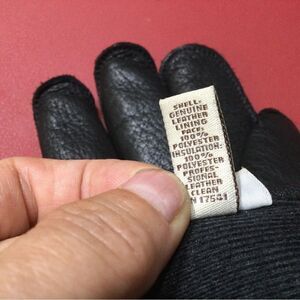 SHELL:
GENUINE
LEATHER
LINING
FACE:
100%
POLYESTER
INSULATION:
100%
POLYESTER
PROFES-
SIONAL
LEATHER
CLEAN
N 17541